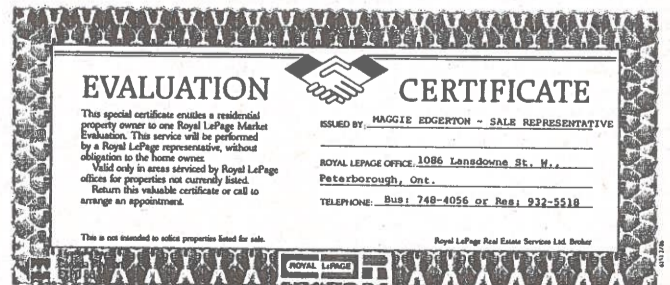 EVALUATION CERTIFICATE
This special certificate entitles a residential
property owner to one Royal LePage Market
Evaluation. This service will be performed
by a Royal LePage representative, without
obligation to the home owner.
Valid only in areas serviced by Royal LePage
offices for properties not currently listed.
Return this valuable certificate or call to
arrange an appointment.
This is not intended to solicit properties listed for sale.
ISSUED BY: MAGGIE EDGERTON - SALE REPRESENTATIVE
ROYAL LEPAGE OFFICE: 1086 Lansdowne St. W.,
Peterborough, Ont.
TELEPHONE: Bus: 748-4056 or Res: 932-5518
Royal LePage Real Estate Services Ltd. Broker
ROYAL LEPAGE